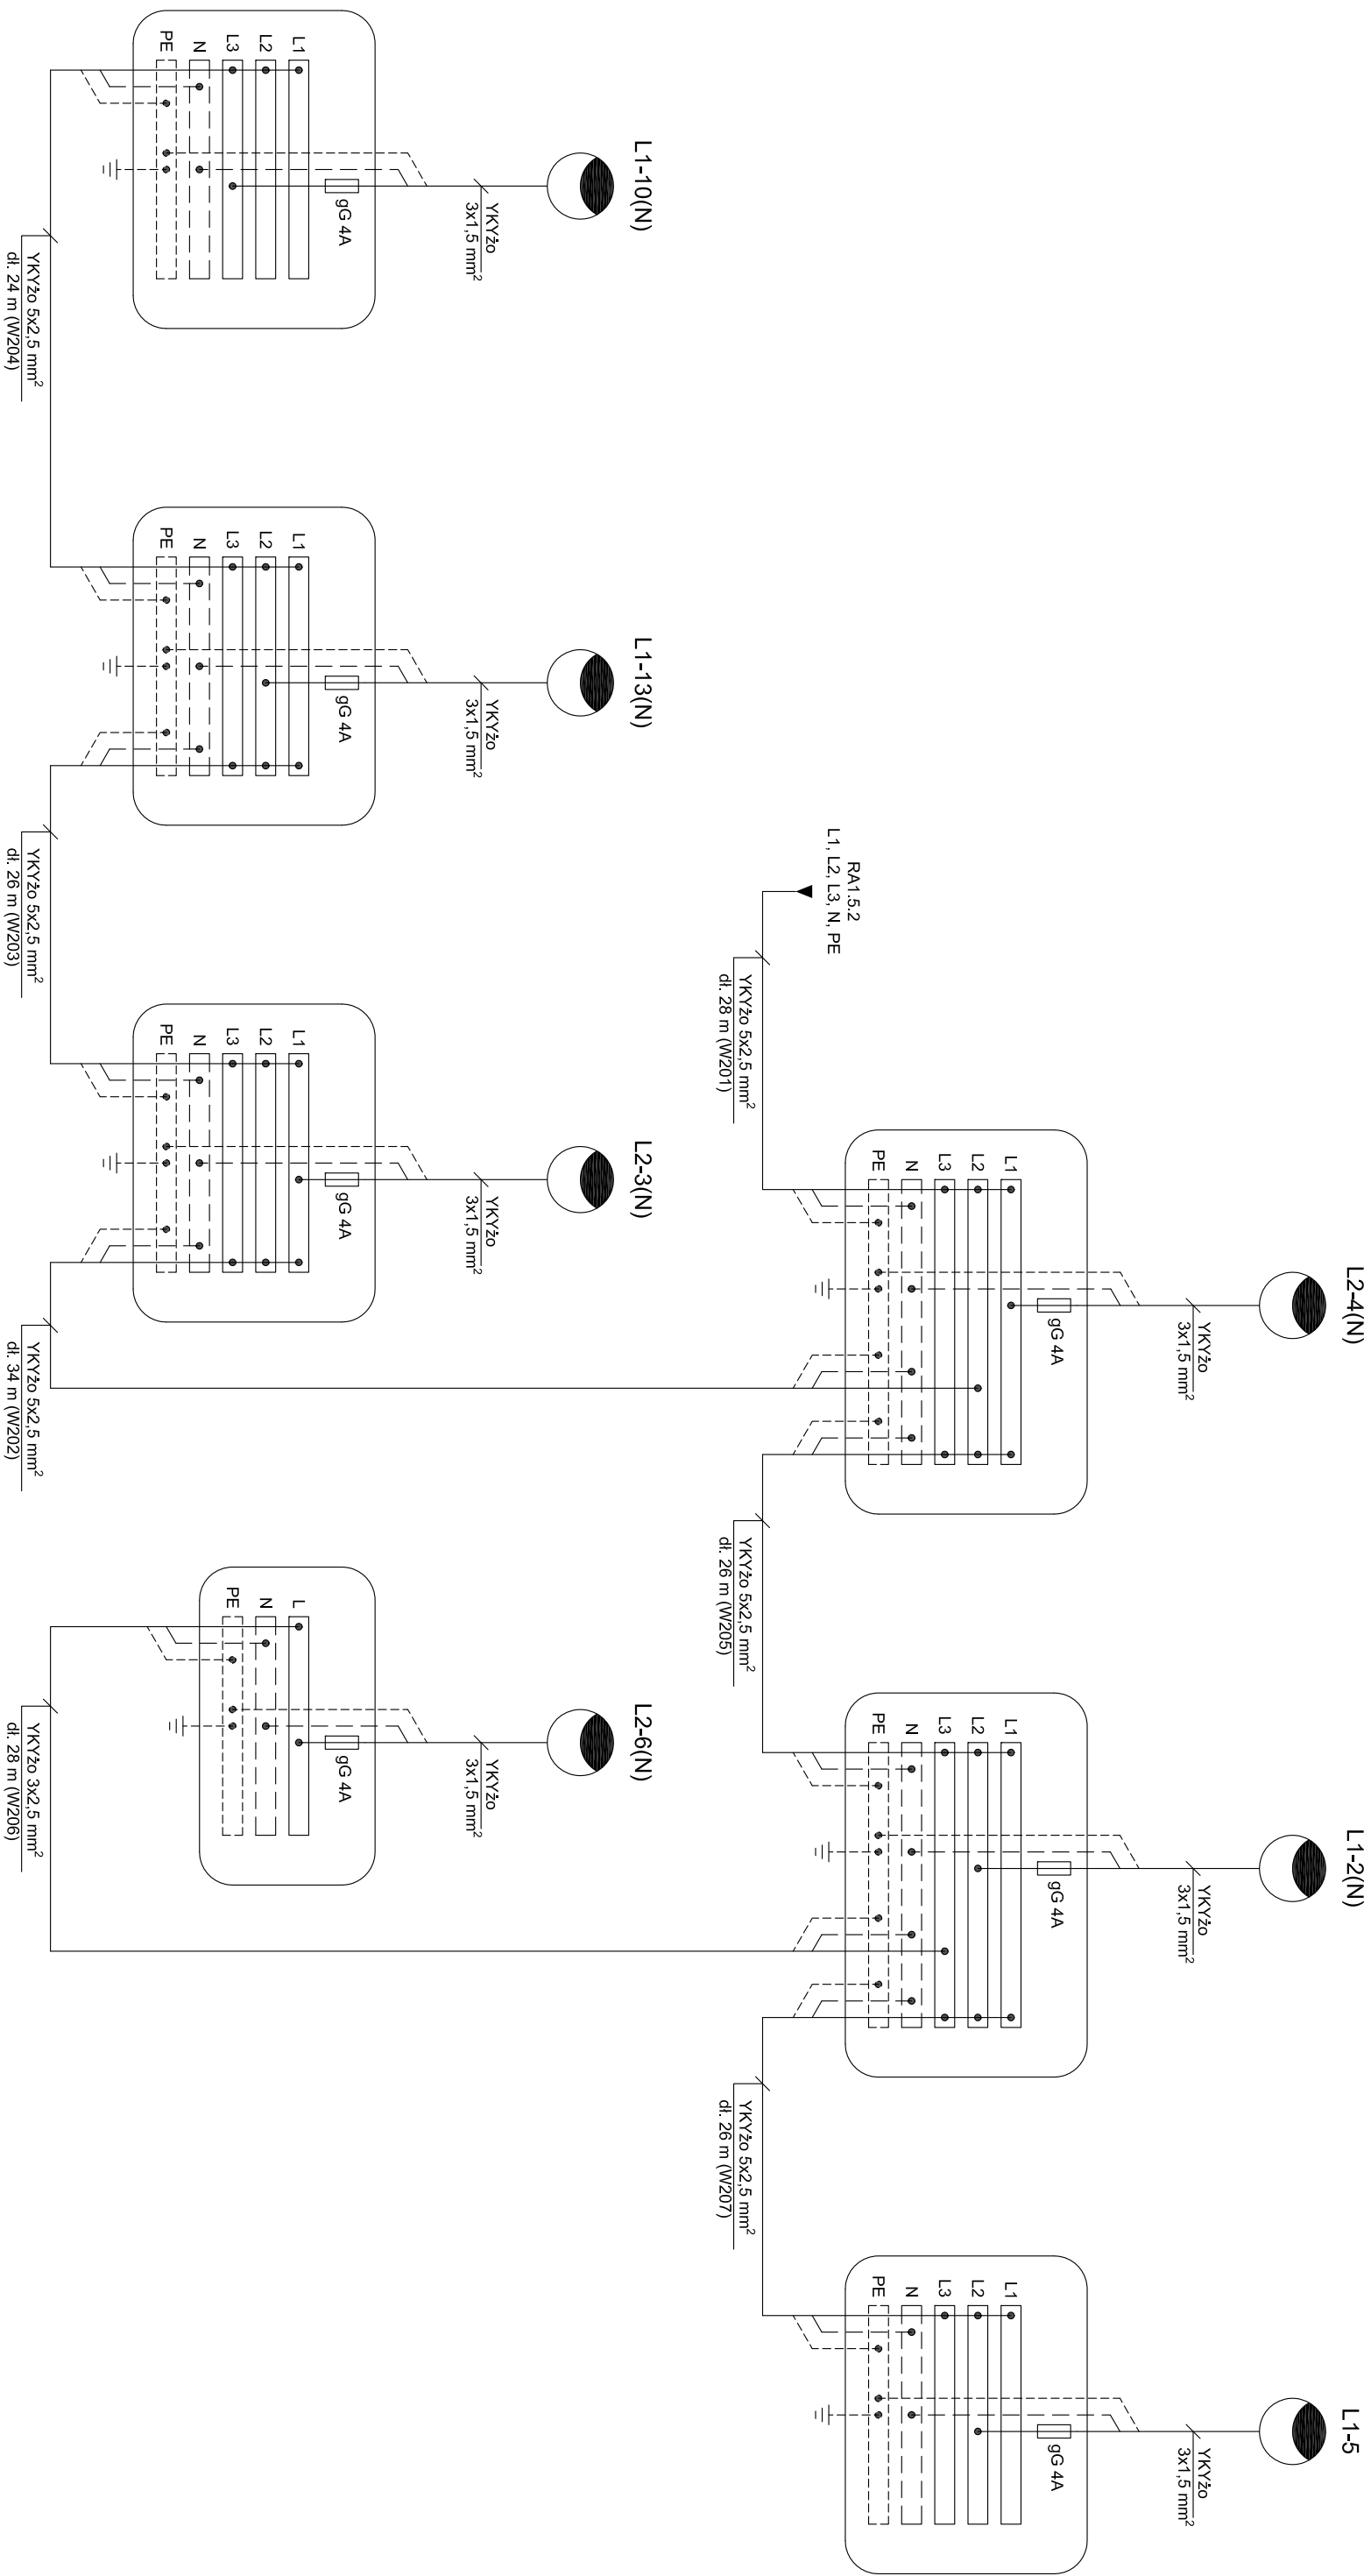 L2-4(N)
YKYżo
3x1,5 mm²
gG 4A
L1
L2
L3
N
PE
RA1.5.2
L1, L2, L3, N, PE
YKYżo 5x2,5 mm²
dł. 28 m (W201)
L1-2(N)
YKYżo
3x1,5 mm²
gG 4A
L1
L2
L3
N
PE
YKYżo 5x2,5 mm²
dł. 26 m (W205)
L1-5
YKYżo
3x1,5 mm²
gG 4A
L1
L2
L3
N
PE
YKYżo 5x2,5 mm²
dł. 26 m (W207)
L1-10(N)
YKYżo
3x1,5 mm²
gG 4A
L1
L2
L3
N
PE
YKYżo 5x2,5 mm²
dł. 24 m (W204)
L1-13(N)
YKYżo
3x1,5 mm²
gG 4A
L1
L2
L3
N
PE
YKYżo 5x2,5 mm²
dł. 26 m (W203)
L2-3(N)
YKYżo
3x1,5 mm²
gG 4A
L1
L2
L3
N
PE
YKYżo 5x2,5 mm²
dł. 34 m (W202)
L2-6(N)
YKYżo
3x1,5 mm²
gG 4A
L
N
PE
YKYżo 3x2,5 mm²
dł. 28 m (W206)